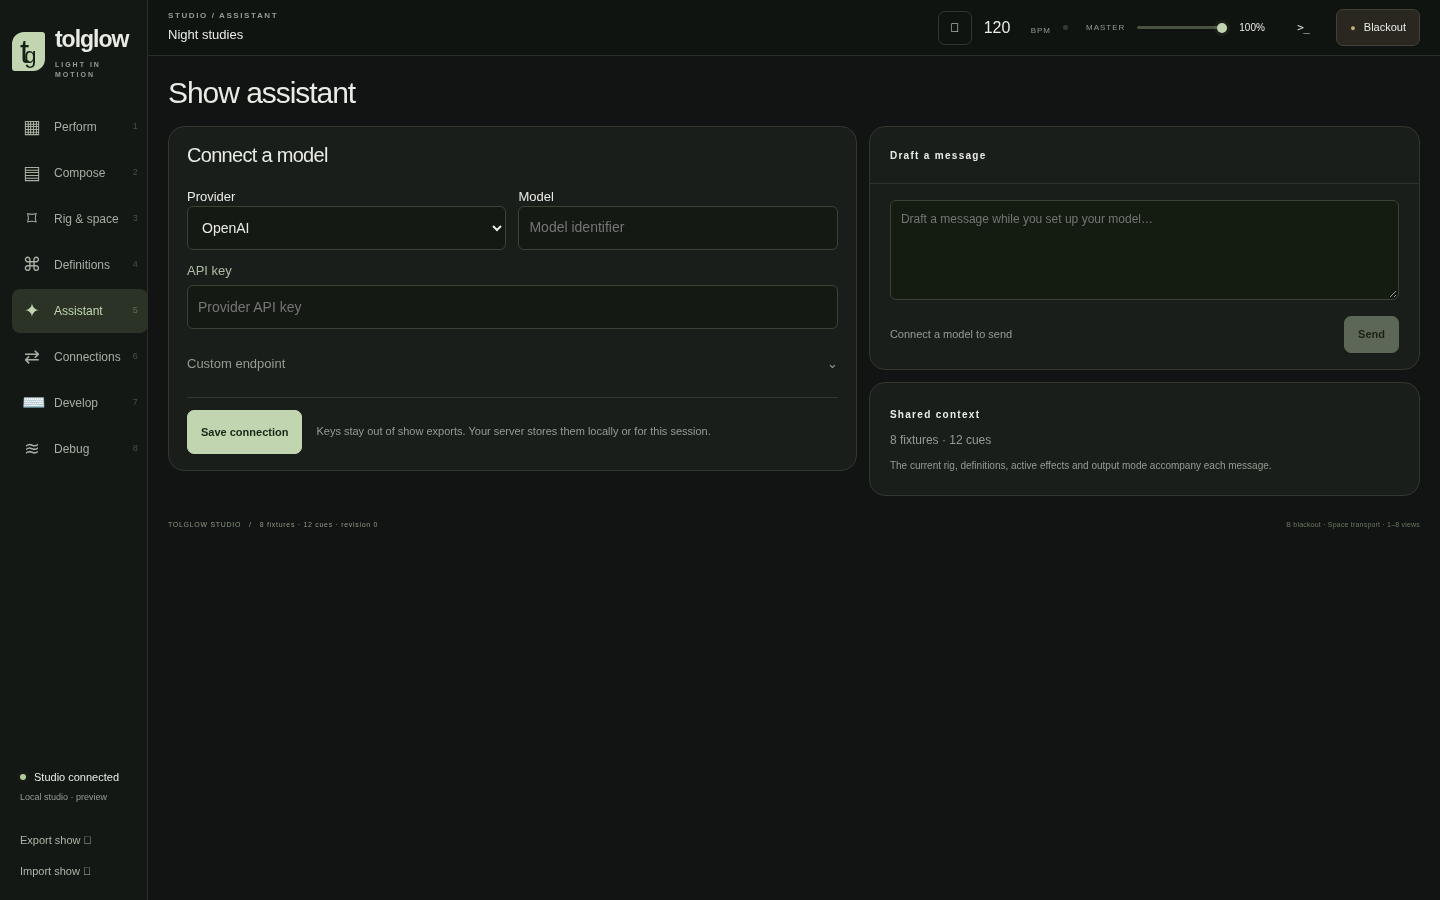 tg
tolglow
LIGHT IN
MOTION
Perform 1
Compose 2
Rig & space 3
Definitions 4
Assistant 5
Connections 6
Develop 7
Debug 8
Studio connected
Local studio · preview
Export show
Import show
STUDIO / ASSISTANT
Night studies
120 BPM MASTER 100% >_ Blackout
Show assistant
Connect a model
Provider Model
OpenAI Model identifier
API key
Provider API key
Custom endpoint
Save connection Keys stay out of show exports. Your server stores them locally or for this session.
Draft a message
Draft a message while you set up your model…
Connect a model to send Send
Shared context
8 fixtures · 12 cues
The current rig, definitions, active effects and output mode accompany each message.
TOLGLOW STUDIO / 8 fixtures · 12 cues · revision 0
B blackout · Space transport · 1–8 views